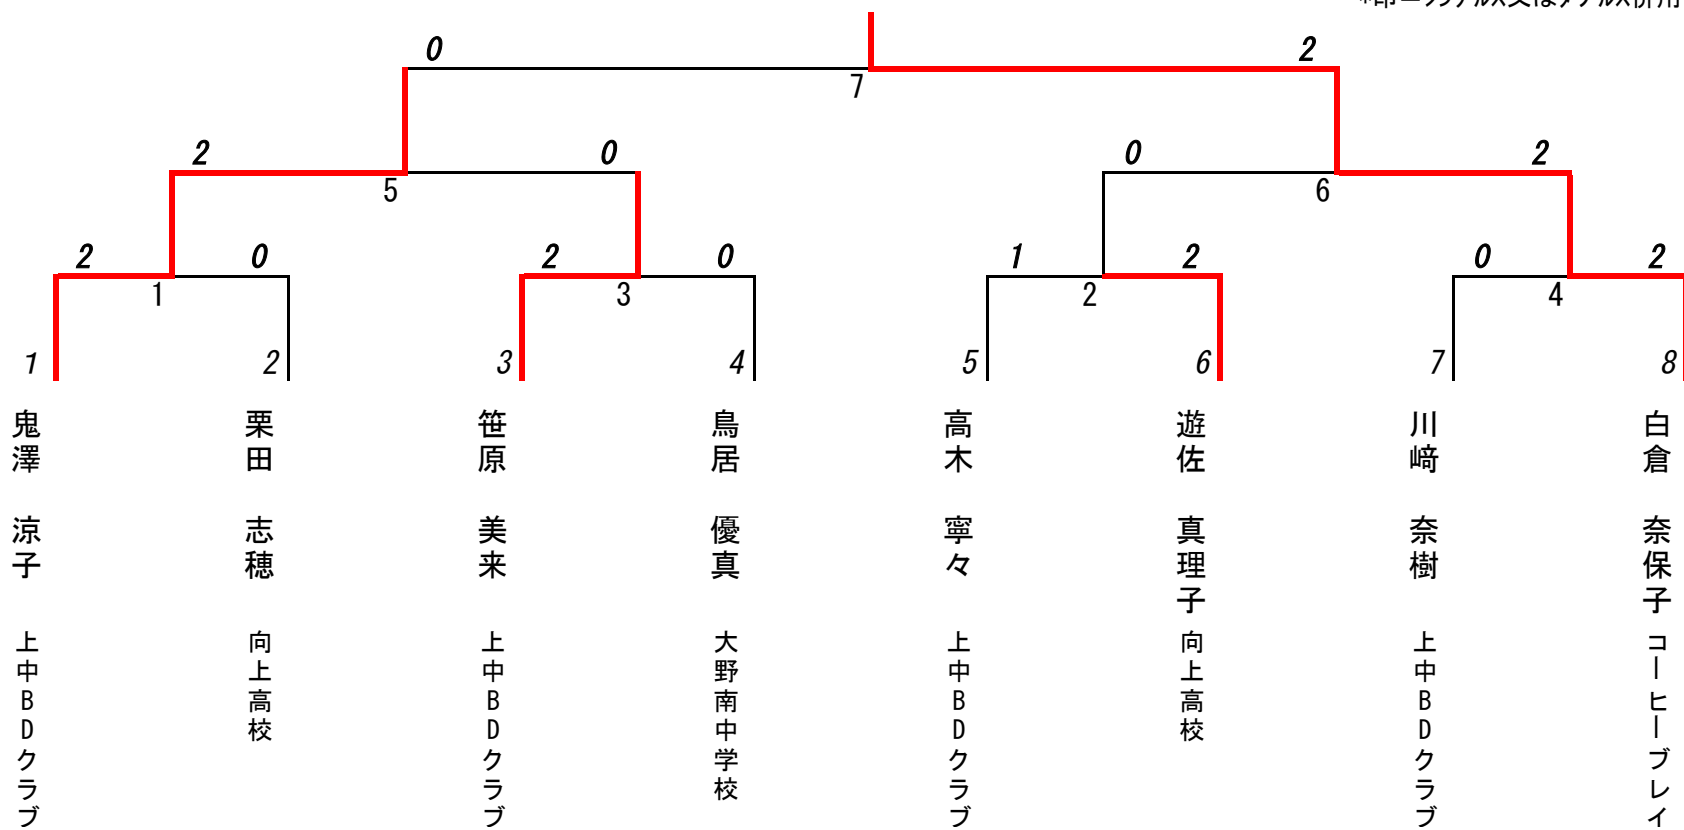 0 2
7
2 0 0 2
5 6
2 0 2 0 1 2 0 2
1 3 2 4
1 2 3 4 5 6 7 8
鬼澤 涼子
上中BDクラブ
栗田 志穂
向上高校
笹原 美来
上中BDクラブ
鳥居 優真
大野南中学校
高木 寧々
上中BDクラブ
遊佐 真理子
向上高校
川﨑 奈樹
上中BDクラブ
白倉 奈保子
コーヒーブレイ